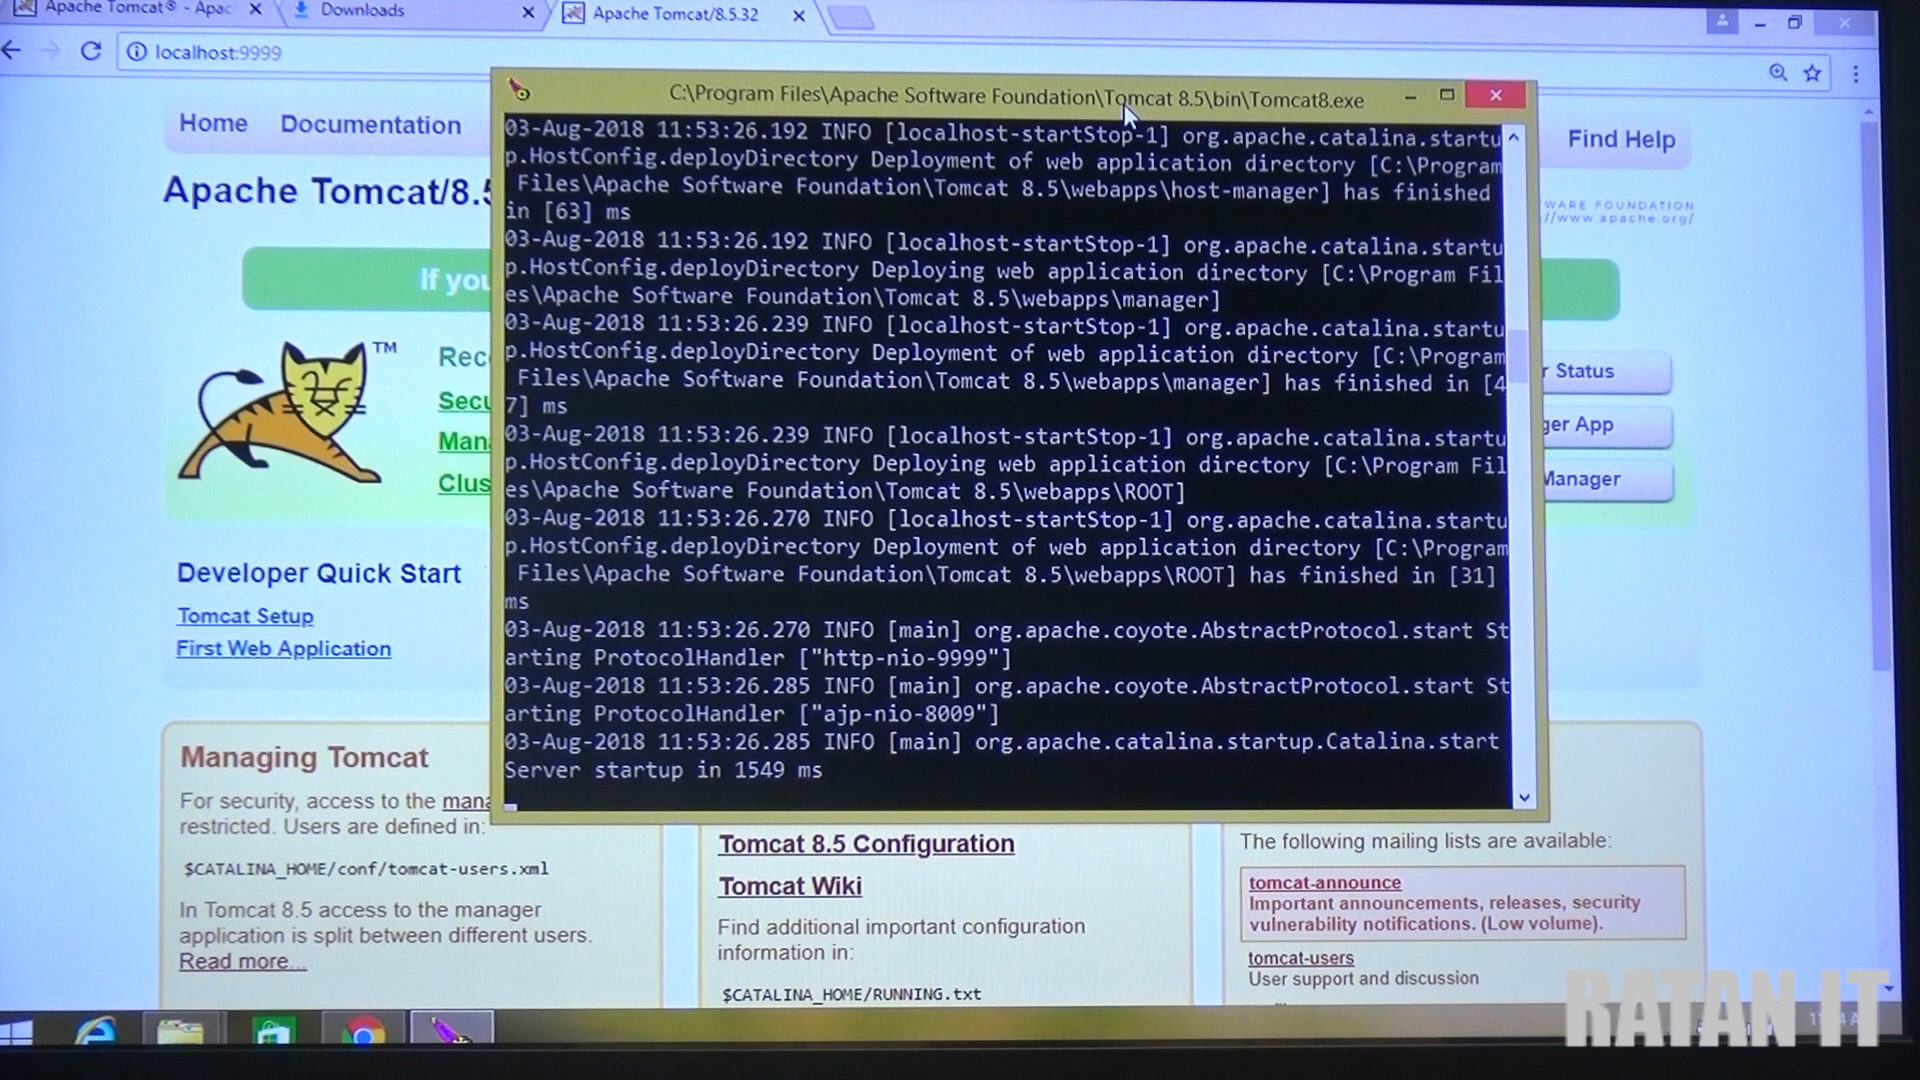 Apache Tomcat® - Apac
Downloads
Apache Tomcat/8.5.32
localhost:9999
C:\Program Files\Apache Software Foundation\Tomcat 8.5\bin\Tomcat8.exe
Home
Documentation
Find Help
Apache Tomcat/8.5
WARE FOUNDATION
//www.apache.org/
If you
TM
Rec
Secu
Mana
Clus
r Status
ger App
Manager
03-Aug-2018 11:53:26.192 INFO [localhost-startStop-1] org.apache.catalina.startu
p.HostConfig.deployDirectory Deployment of web application directory [C:\Program
Files\Apache Software Foundation\Tomcat 8.5\webapps\host-manager] has finished
in [63] ms
03-Aug-2018 11:53:26.192 INFO [localhost-startStop-1] org.apache.catalina.startu
p.HostConfig.deployDirectory Deploying web application directory [C:\Program Fil
es\Apache Software Foundation\Tomcat 8.5\webapps\manager]
03-Aug-2018 11:53:26.239 INFO [localhost-startStop-1] org.apache.catalina.startu
p.HostConfig.deployDirectory Deployment of web application directory [C:\Program
Files\Apache Software Foundation\Tomcat 8.5\webapps\manager] has finished in [4
7] ms
03-Aug-2018 11:53:26.239 INFO [localhost-startStop-1] org.apache.catalina.startu
p.HostConfig.deployDirectory Deploying web application directory [C:\Program Fil
es\Apache Software Foundation\Tomcat 8.5\webapps\ROOT]
03-Aug-2018 11:53:26.270 INFO [localhost-startStop-1] org.apache.catalina.startu
p.HostConfig.deployDirectory Deployment of web application directory [C:\Program
Files\Apache Software Foundation\Tomcat 8.5\webapps\ROOT] has finished in [31]
ms
03-Aug-2018 11:53:26.270 INFO [main] org.apache.coyote.AbstractProtocol.start St
arting ProtocolHandler ["http-nio-9999"]
03-Aug-2018 11:53:26.285 INFO [main] org.apache.coyote.AbstractProtocol.start St
arting ProtocolHandler ["ajp-nio-8009"]
03-Aug-2018 11:53:26.285 INFO [main] org.apache.catalina.startup.Catalina.start
Server startup in 1549 ms
Developer Quick Start
Tomcat Setup
First Web Application
Managing Tomcat
For security, access to the mana
restricted. Users are defined in:
$CATALINA_HOME/conf/tomcat-users.xml
In Tomcat 8.5 access to the manager
application is split between different users.
Read more...
Tomcat 8.5 Configuration
Tomcat Wiki
Find additional important configuration
information in:
$CATALINA_HOME/RUNNING.txt
The following mailing lists are available:
tomcat-announce
Important announcements, releases, security
vulnerability notifications. (Low volume).
tomcat-users
User support and discussion
RATAN IT